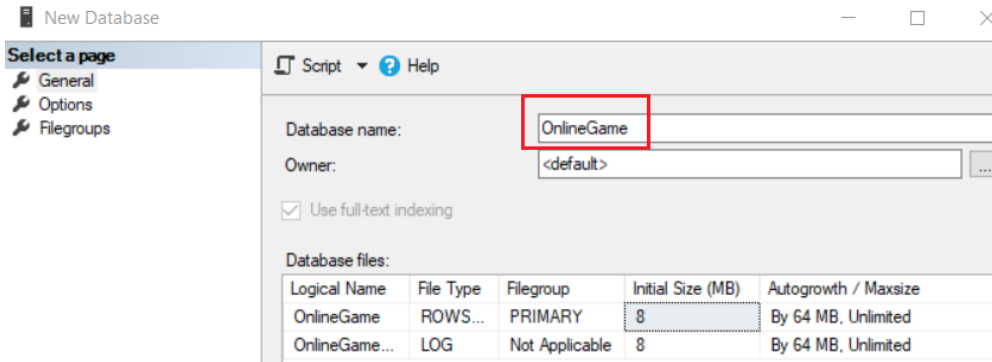 New Database
Select a page
General
Options
Filegroups
Script Help
Database name: OnlineGame
Owner: <default>
...
Use full-text indexing
Database files:
Logical Name File Type Filegroup Initial Size (MB) Autogrowth / Maxsize
OnlineGame ROWS... PRIMARY 8 By 64 MB, Unlimited
OnlineGame... LOG Not Applicable 8 By 64 MB, Unlimited